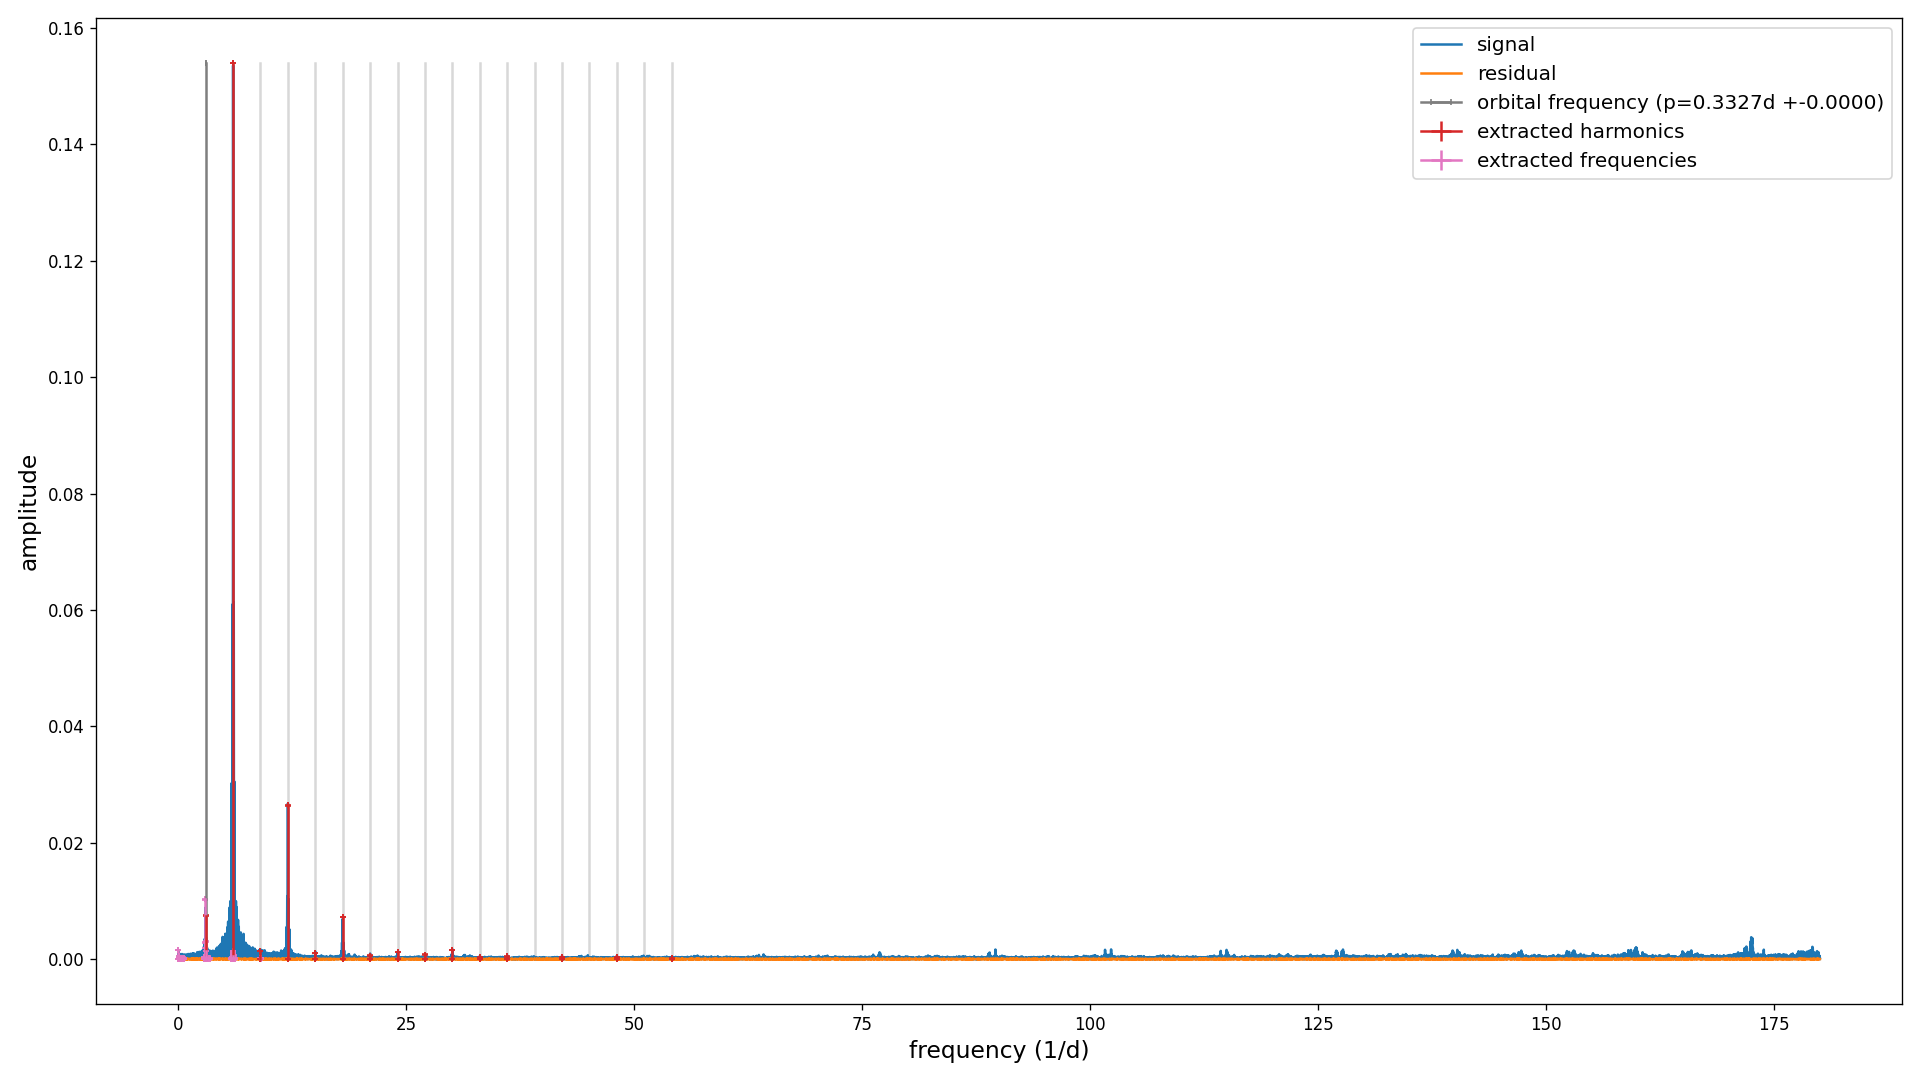 0.16
0.14
0.12
0.10
0.08
0.06
0.04
0.02
0.00
amplitude
0 25 50 75 100 125 150 175
frequency (1/d)
signal
residual
orbital frequency (p=0.3327d +-0.0000)
extracted harmonics
extracted frequencies